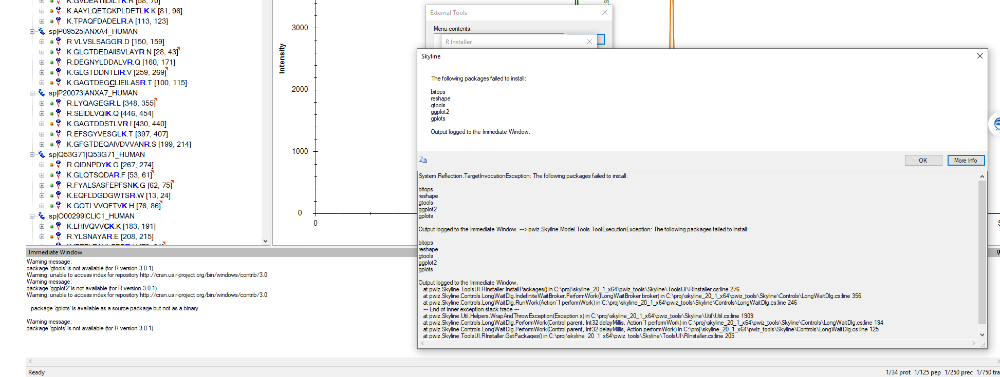 K.GVDEATIIDILTK.R [58, 70]
K.AAYLQETGKPLDETLK.K [81, 96]
K.TPAQFDADELR.A [113, 123]
sp|P09525|ANXA4_HUMAN
R.VLVSLSAGGR.D [150, 159]
K.GLGTDEDAIISVLAYR.N [28, 43]
R.DEGNYLDDALVR.Q [160, 171]
K.GLGTDDNTLIR.V [259, 269]
K.GAGTDEGCLIEILASR.T [100, 115]
sp|P20073|ANXA7_HUMAN
R.LYQAGEGR.L [348, 355]
R.SEIDLVQIK.Q [446, 454]
K.GAGTDDSTLVR.I [430, 440]
R.EFSGYVESGLK.T [397, 407]
K.GFGTDEQAIVDVVANR.S [199, 214]
sp|Q53G71|Q53G71_HUMAN
R.QIDNPDYK.G [267, 274]
K.GLQTSQDAR.F [53, 61]
R.FYALSASFEPFSNK.G [62, 75]
K.EQFLDGDGWTSR.W [13, 24]
K.GQTLVVQFTVK.H [76, 86]
sp|O00299|CLIC1_HUMAN
K.LHIVQVVCK.K [183, 191]
R.YLSNAYAR.E [208, 215]
Intensity
3000
2000
1000
0
0
External Tools
Menu contents:
R Installer
Skyline
The following packages failed to install:
bitops
reshape
gtools
ggplot2
gplots
Output logged to the Immediate Window.
OK
More Info
System.Reflection.TargetInvocationException: The following packages failed to install:
bitops
reshape
gtools
ggplot2
gplots
Output logged to the Immediate Window. ---> pwiz.Skyline.Model.Tools.ToolExecutionException: The following packages failed to install:
bitops
reshape
gtools
ggplot2
gplots
Output logged to the Immediate Window.
at pwiz.Skyline.ToolsUI.RInstaller.InstallPackages() in C:\proj\skyline_20_1_x64\pwiz_tools\Skyline\ToolsUI\RInstaller.cs:line 276
at pwiz.Skyline.Controls.LongWaitDlg.IndefiniteWaitBroker.PerformWork(ILongWaitBroker broker) in C:\proj\skyline_20_1_x64\pwiz_tools\Skyline\Controls\LongWaitDlg.cs:line 356
at pwiz.Skyline.Controls.LongWaitDlg.RunWork(Action`1 performWork) in C:\proj\skyline_20_1_x64\pwiz_tools\Skyline\Controls\LongWaitDlg.cs:line 246
--- End of inner exception stack trace ---
at pwiz.Skyline.Util.Helpers.WrapAndThrowException(Exception x) in C:\proj\skyline_20_1_x64\pwiz_tools\Skyline\Util\Util.cs:line 1909
at pwiz.Skyline.Controls.LongWaitDlg.PerformWork(Control parent, Int32 delayMillis, Action`1 performWork) in C:\proj\skyline_20_1_x64\pwiz_tools\Skyline\Controls\LongWaitDlg.cs:line 194
at pwiz.Skyline.Controls.LongWaitDlg.PerformWork(Control parent, Int32 delayMillis, Action performWork) in C:\proj\skyline_20_1_x64\pwiz_tools\Skyline\Controls\LongWaitDlg.cs:line 125
at pwiz.Skyline.ToolsUI.RInstaller.GetPackages() in C:\proj\skyline_20_1_x64\pwiz_tools\Skyline\ToolsUI\RInstaller.cs:line 205
Immediate Window
Warning message:
package 'gtools' is not available (for R version 3.0.1)
Warning: unable to access index for repository http://cran.us.r-project.org/bin/windows/contrib/3.0
Warning message:
package 'ggplot2' is not available (for R version 3.0.1)
Warning: unable to access index for repository http://cran.us.r-project.org/bin/windows/contrib/3.0
package 'gplots' is available as a source package but not as a binary
Warning message:
package 'gplots' is not available (for R version 3.0.1)
Ready
1/34 prot 1/125 pep 1/250 prec 1/750 tra